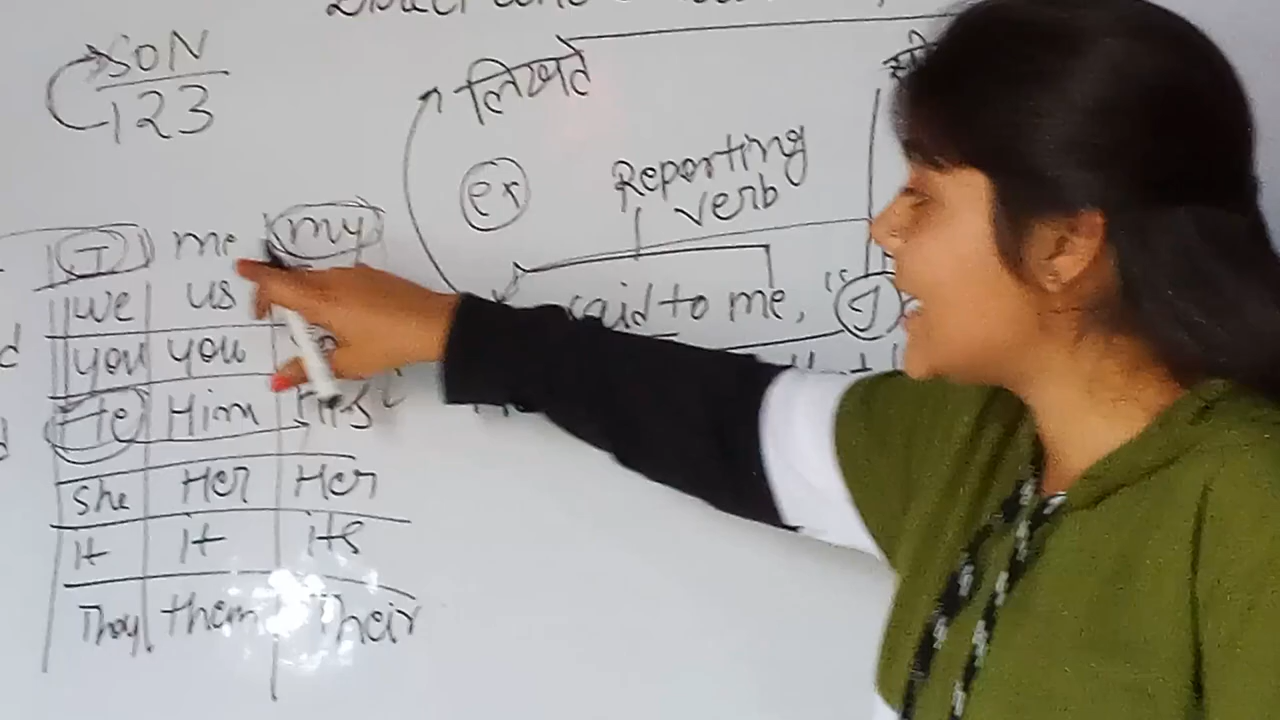 SON
123
लिखते
ex
Reporting
verb
said to me, "I
I me my
we us
you you
He Him His
she Her Her
It it its
They them Their